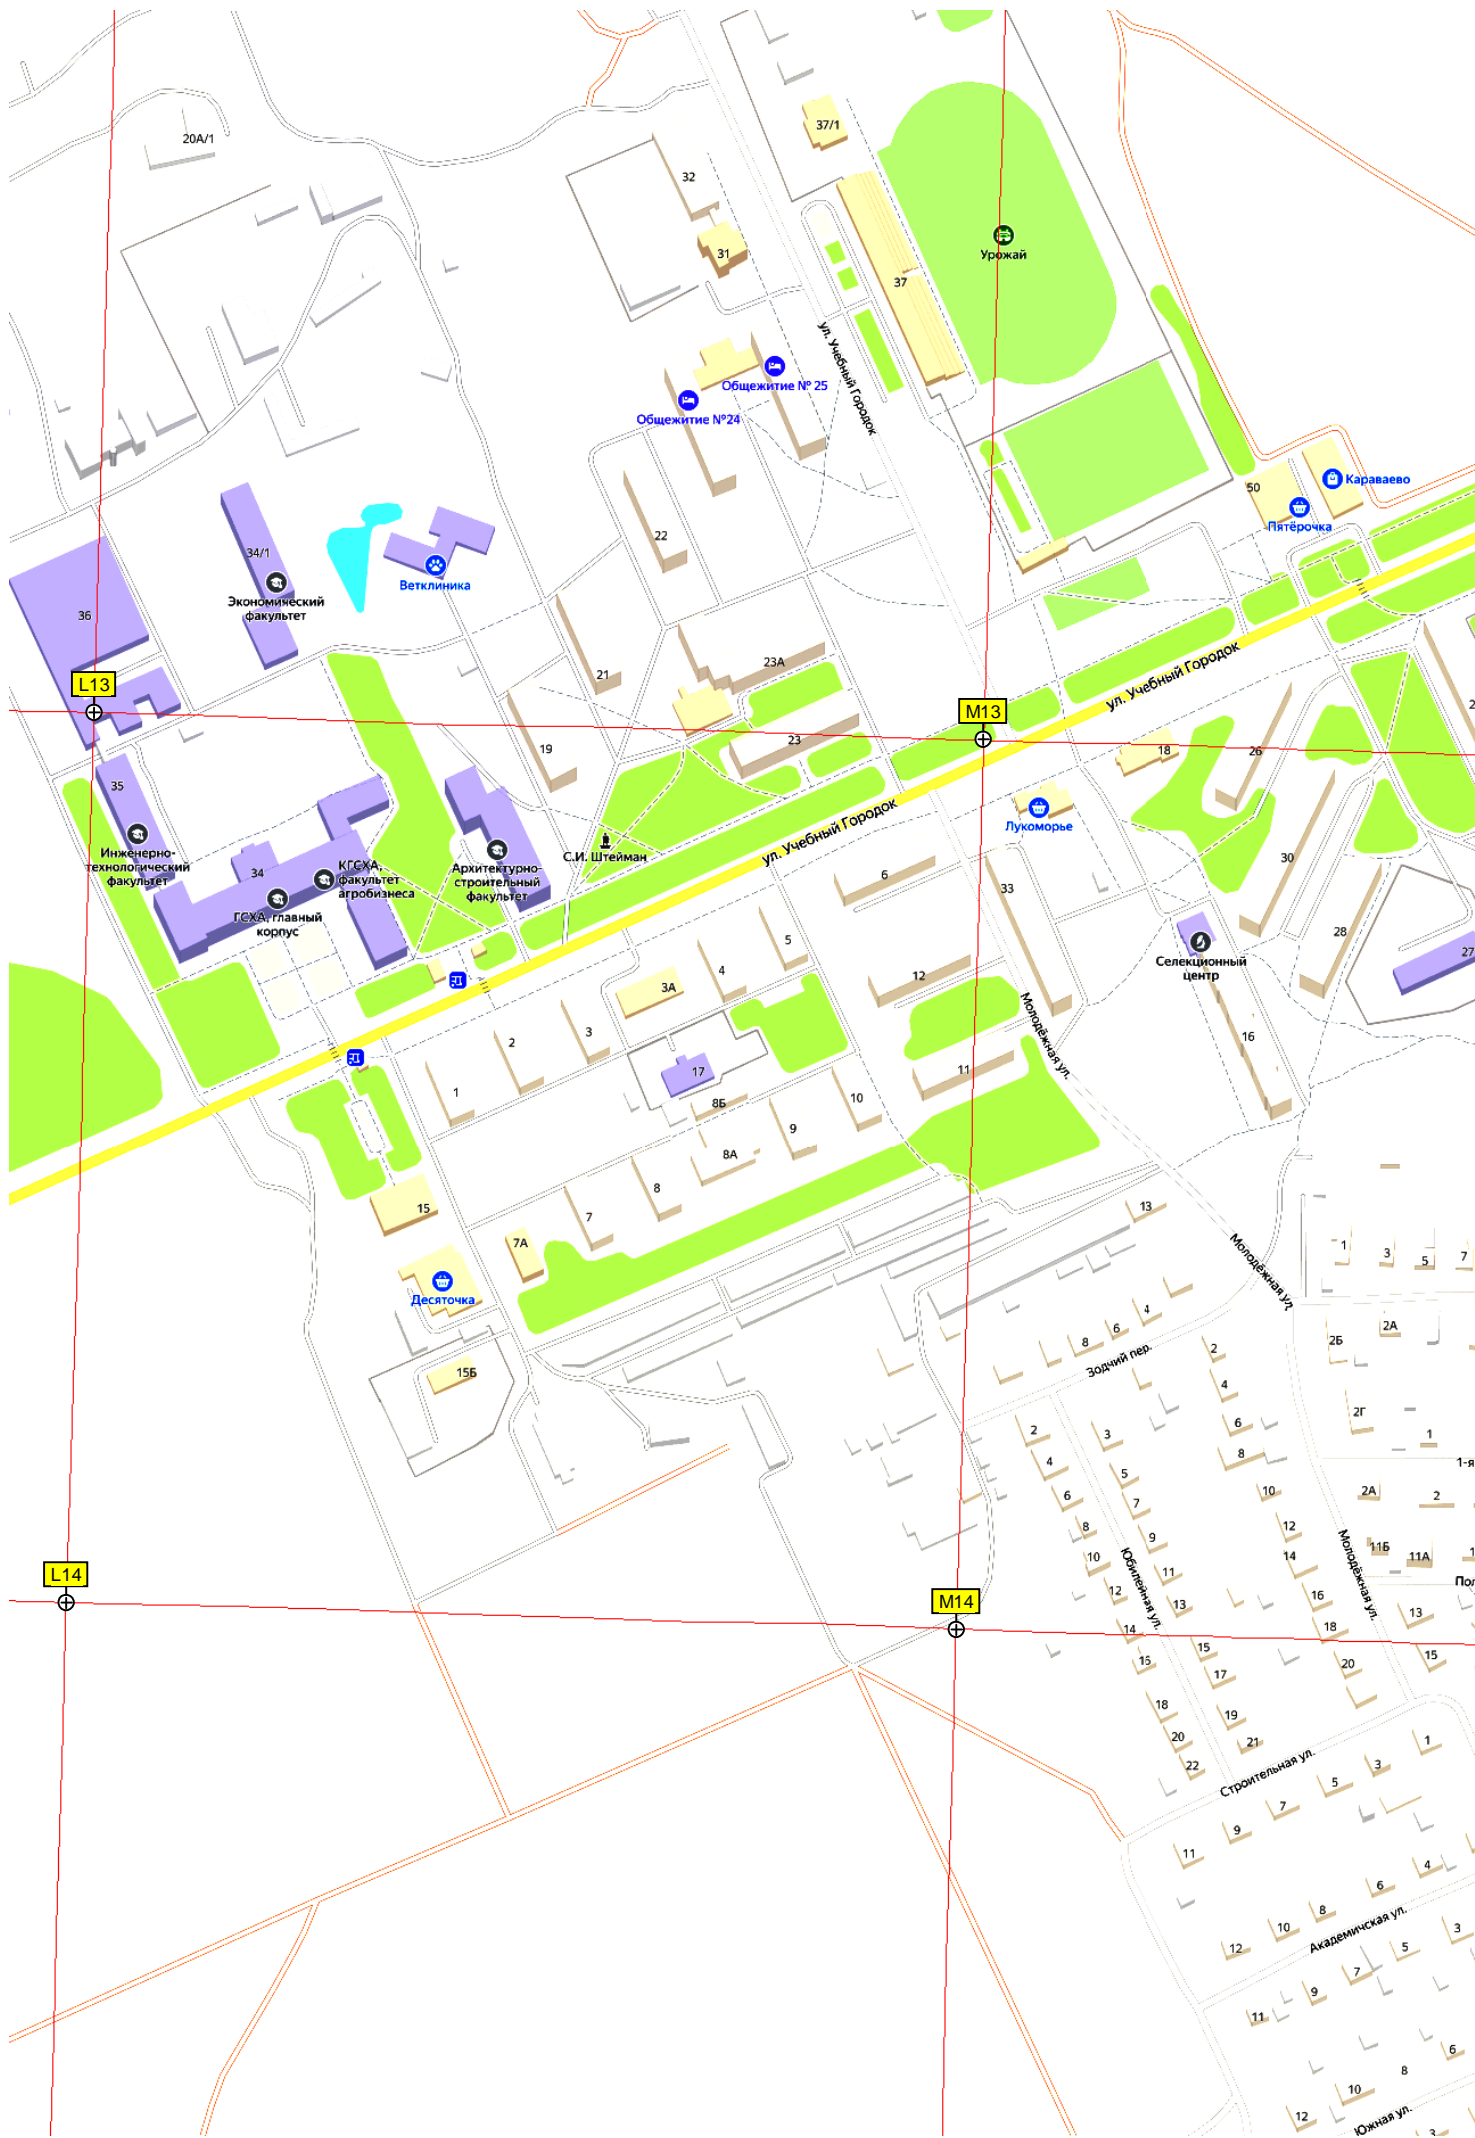 20А/1
37/1
32
31
Урожай
37
ул. Учебный Городок
Общежитие № 25
Общежитие №24
Караваево
50
Пятёрочка
22
34/1
Экономический
факультет
Ветклиника
36
21
23А
L13
M13
ул. Учебный Городок
19
23
18
26
35
Лукоморье
Инженерно-
технологический
факультет
34
КГСХА,
факультет
агробизнеса
Архитектурно-
строительный
факультет
С.И. Штейман
ул. Учебный Городок
ГСХА, главный
корпус
6
33
30
5
4
12
28
27
Селекционный
центр
3А
3
2
1
17
11
Молодёжная ул.
16
8Б
10
9
8А
8
7
15
7А
13
Десяточка
15Б
Молодёжная ул.
1
3
5
7
2Б
2А
4
6
8
Зодчий пер.
2
4
6
8
10
12
14
16
18
20
2Г
1
1-я
2А
2
11Б
11А
2
4
6
8
10
12
14
16
18
20
22
3
5
7
9
11
13
15
17
19
21
Юбилейная ул.
Молодёжная ул.
13
15
L14
M14
Строительная ул.
1
3
5
7
9
11
4
6
8
10
12
Академичская ул.
3
5
7
9
11
6
8
10
12
Южная ул.
3